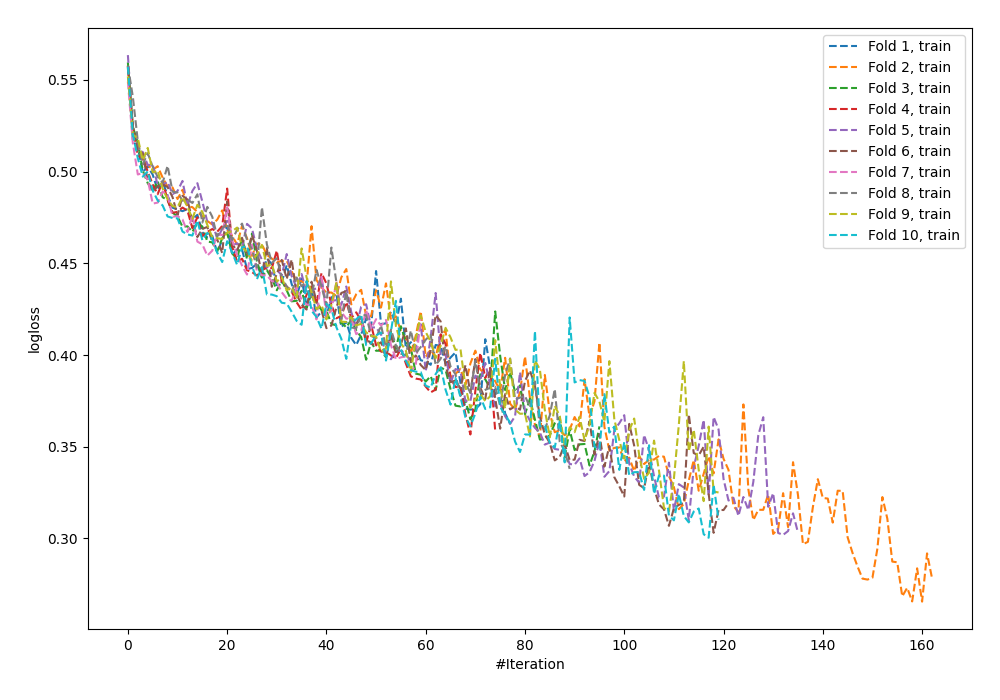 0.55
0.50
0.45
0.40
0.35
0.30
logloss
0
20
40
60
80
100
120
140
160
#Iteration
Fold 1, train
Fold 2, train
Fold 3, train
Fold 4, train
Fold 5, train
Fold 6, train
Fold 7, train
Fold 8, train
Fold 9, train
Fold 10, train